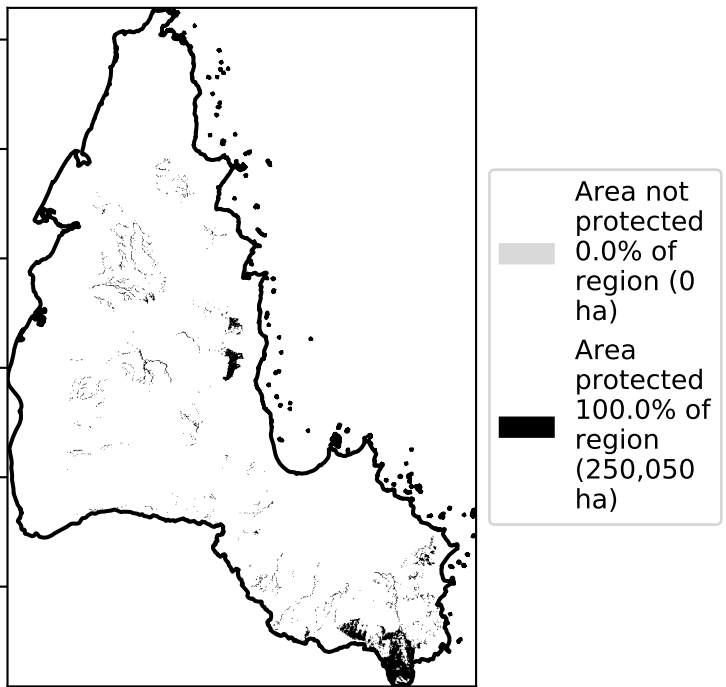 Area not
protected
0.0% of
region (0
ha)
Area
protected
100.0% of
region
(250,050
ha)